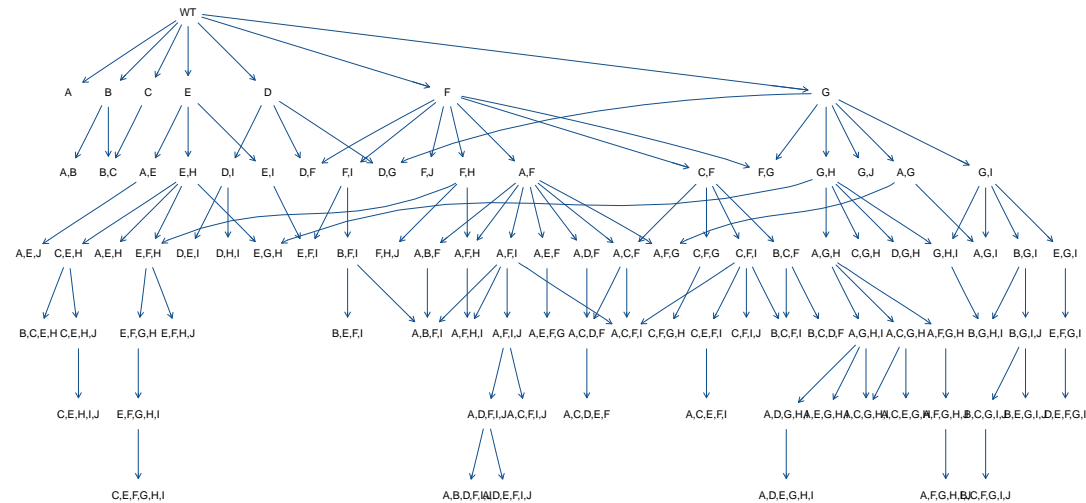 WT
A B C E D F G
A,B B,C A,E E,H D,I E,I D,F F,I D,G F,J F,H A,F C,F F,G G,H G,J A,G G,I
A,E,J C,E,H A,E,H E,F,H D,E,I D,H,I E,G,H E,F,I B,F,I F,H,J A,B,F A,F,H A,F,I A,E,F A,D,F A,C,F A,F,G C,F,G C,F,I B,C,F A,G,H C,G,H D,G,H G,H,I A,G,I B,G,I E,G,I
B,C,E,H C,E,H,J E,F,G,H E,F,H,J B,E,F,I A,B,F,I A,F,H,I A,F,I,J A,E,F,G A,C,D,F A,C,F,I C,F,G,H C,E,F,I C,F,I,J B,C,F,I B,C,D,F A,G,H,I A,C,G,H A,F,G,H B,G,H,I B,G,I,J E,F,G,I
C,E,H,I,J E,F,G,H,I A,D,F,I,J A,C,F,I,J A,C,D,E,F A,C,E,F,I A,D,G,H,I A,E,G,H,I A,C,G,H,I A,C,E,G,H A,F,G,H,J B,C,G,I,J B,E,G,I,J D,E,F,G,I
C,E,F,G,H,I A,B,D,F,I,J A,D,E,F,I,J A,D,E,G,H,I B,C,F,G,I,J